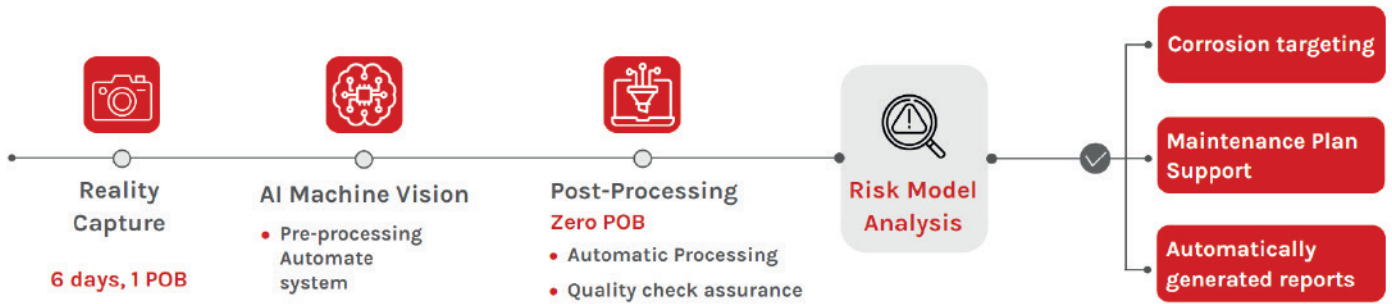 Reality
Capture
6 days, 1 POB
AI Machine Vision
• Pre-processing
Automate
system
Post-Processing
Zero POB
• Automatic Processing
• Quality check assurance
Risk Model
Analysis
Corrosion targeting
Maintenance Plan
Support
Automatically
generated reports